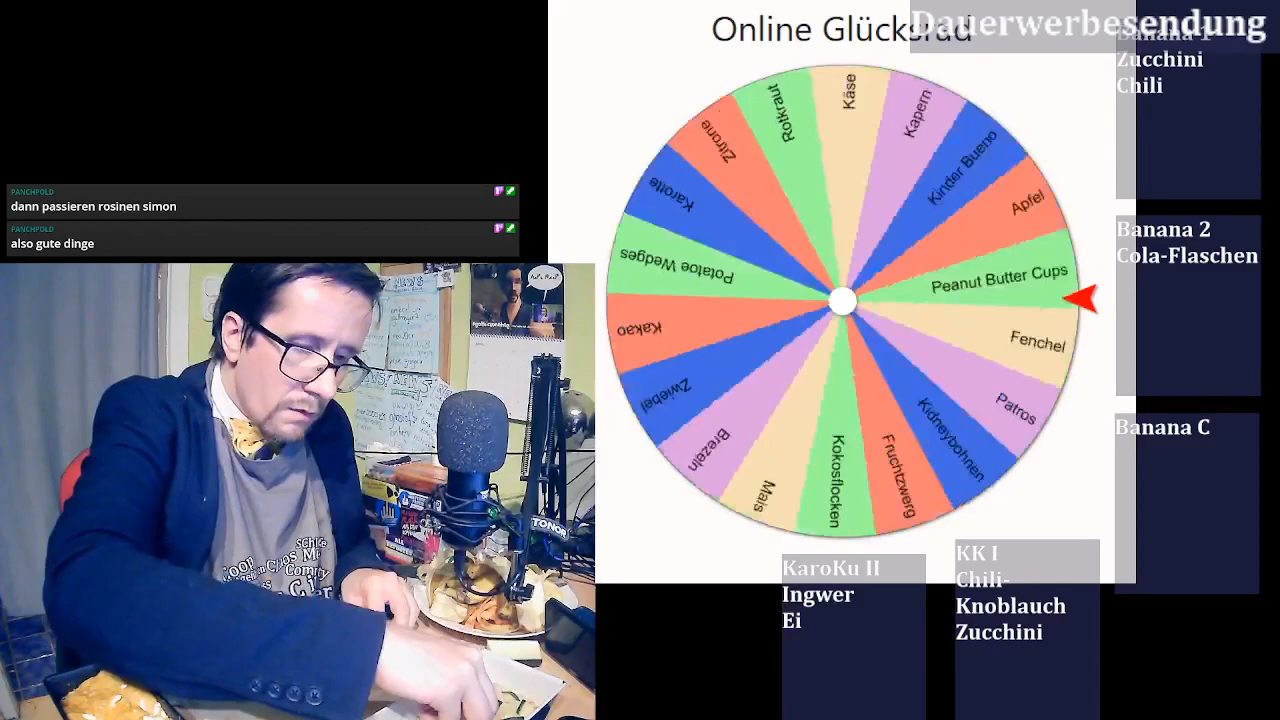 Online Glücksrad
Dauerwerbesendung
Banana 1
Zucchini
Chili
Banana 2
Cola-Flaschen
Banana C
KaroKu II
Ingwer
Ei
KK I
Chili-
Knoblauch
Zucchini
Käse
Kapern
Kinder Bueno
Apfel
Peanut Butter Cups
Fenchel
Patros
Kidneybohnen
Fruchtzwerg
Kokosflocken
Mais
Brezeln
Zwiebel
Kakao
Potatoe Wedges
Karotte
Zitrone
Rotkraut
PANCHPOLD
dann passieren rosinen simon
PANCHPOLD
also gute dinge
TONOR